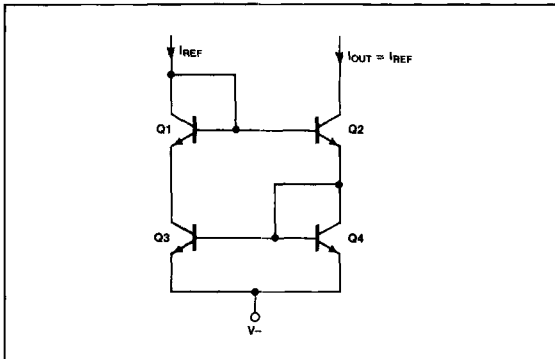 IREF
IOUT = IREF
Q1
Q2
Q3
Q4
V−